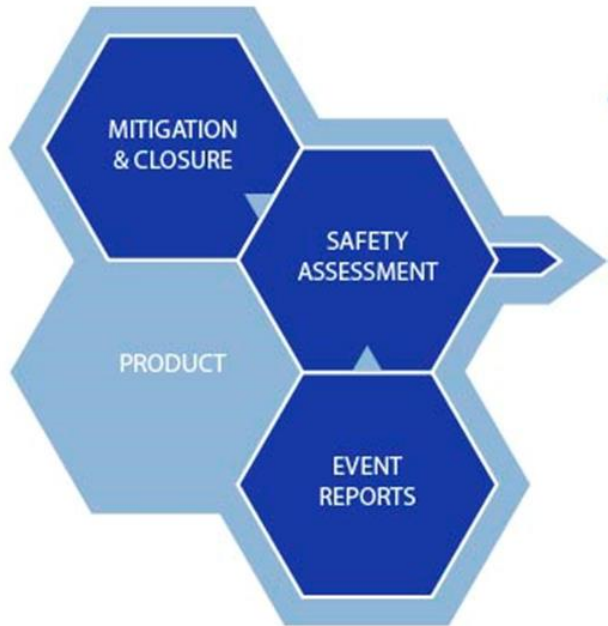 MITIGATION
& CLOSURE
SAFETY
ASSESSMENT
PRODUCT
EVENT
REPORTS